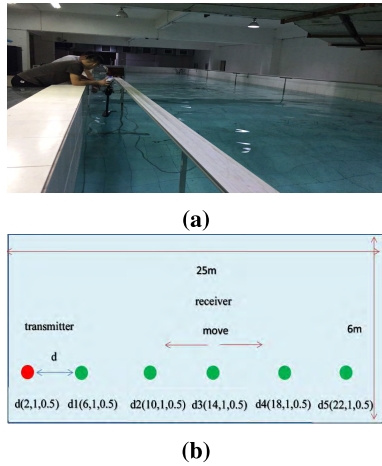 (a)
25m
receiver
transmitter
move
6m
d
d(2,1,0.5) d1(6,1,0.5) d2(10,1,0.5) d3(14,1,0.5) d4(18,1,0.5) d5(22,1,0.5)
(b)